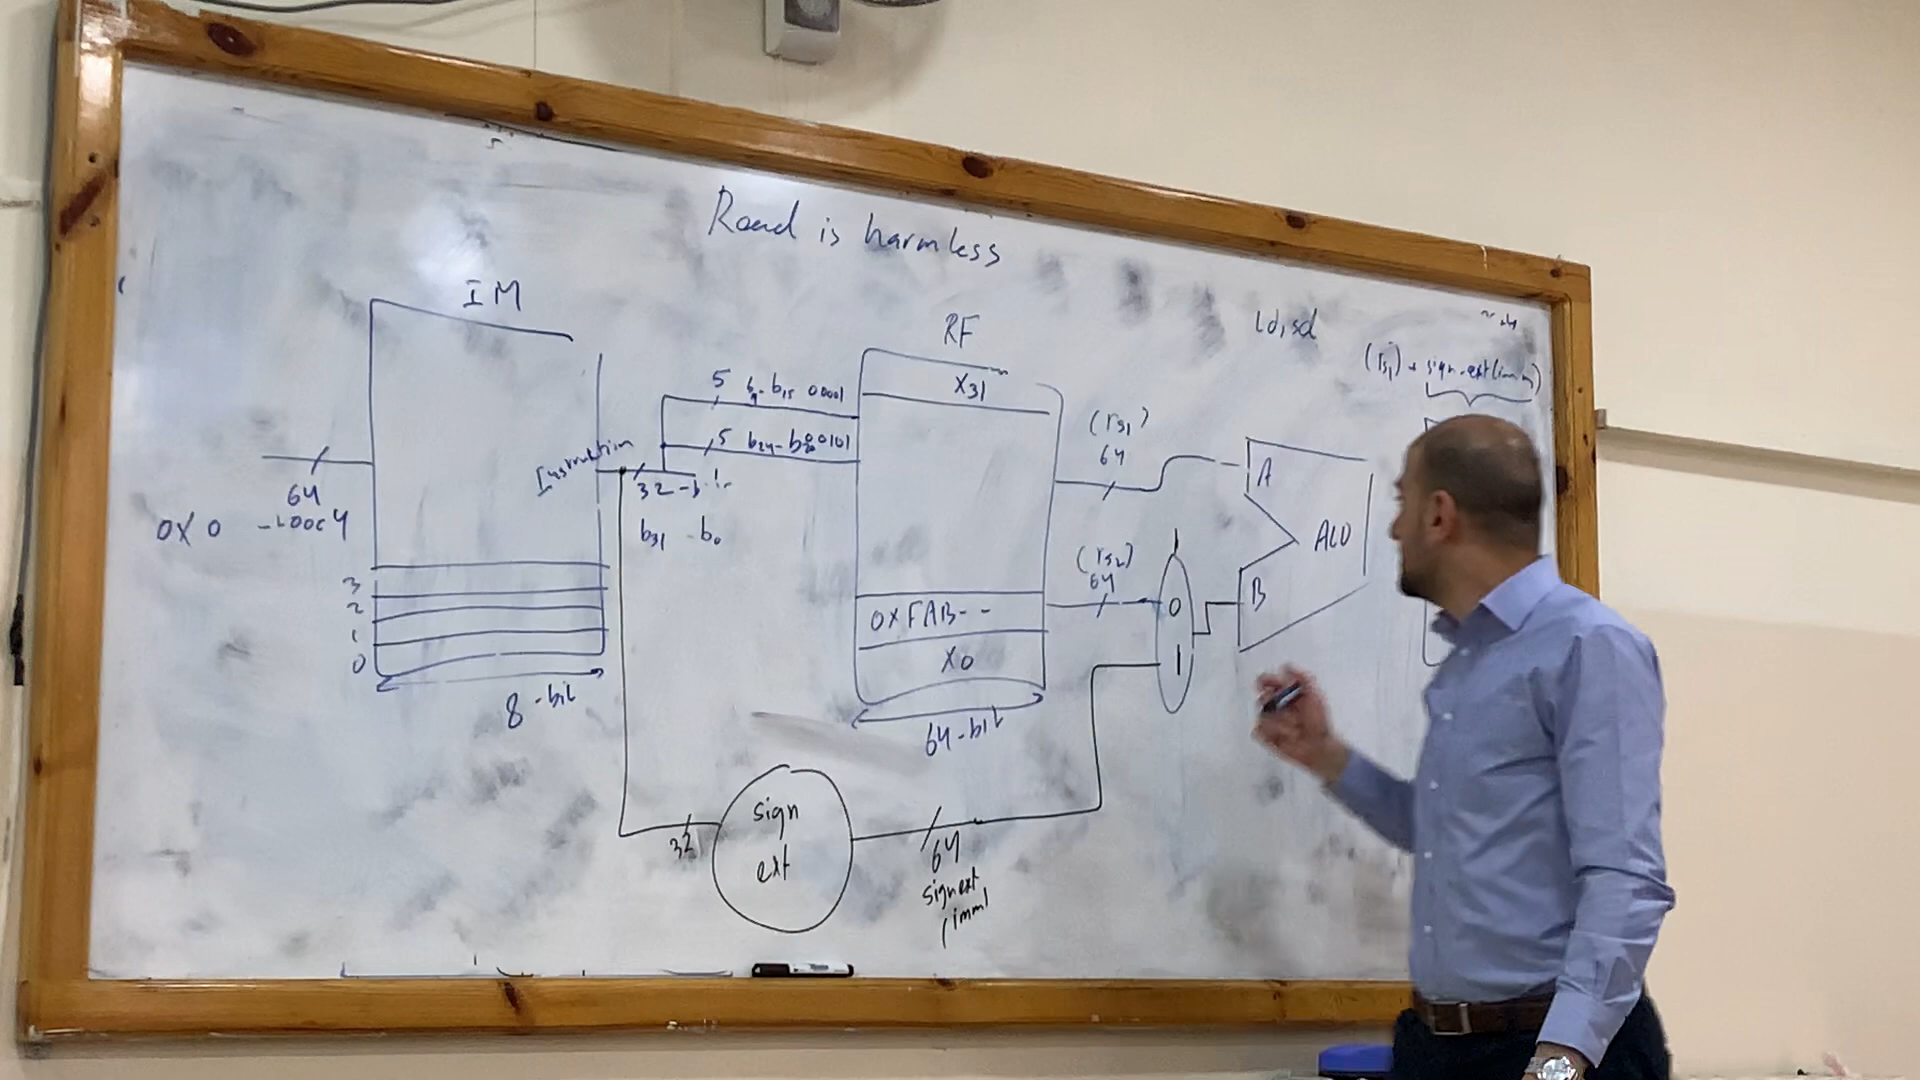 Read is harmless
IM
64
0x0 -- L00C4
3
2
1
0
8-bit
Instruction
32-bit
b31 - b0
5 b19-b15 00001
5 b24-b20 00101
RF
X31
0xFAB--
X0
64-bit
(rs1)
64
(rs2)
64
0
1
A
B
ALU
ld, sd
(rs1) + sign-ext(imm)
32
sign
ext
64
signext
(imm)